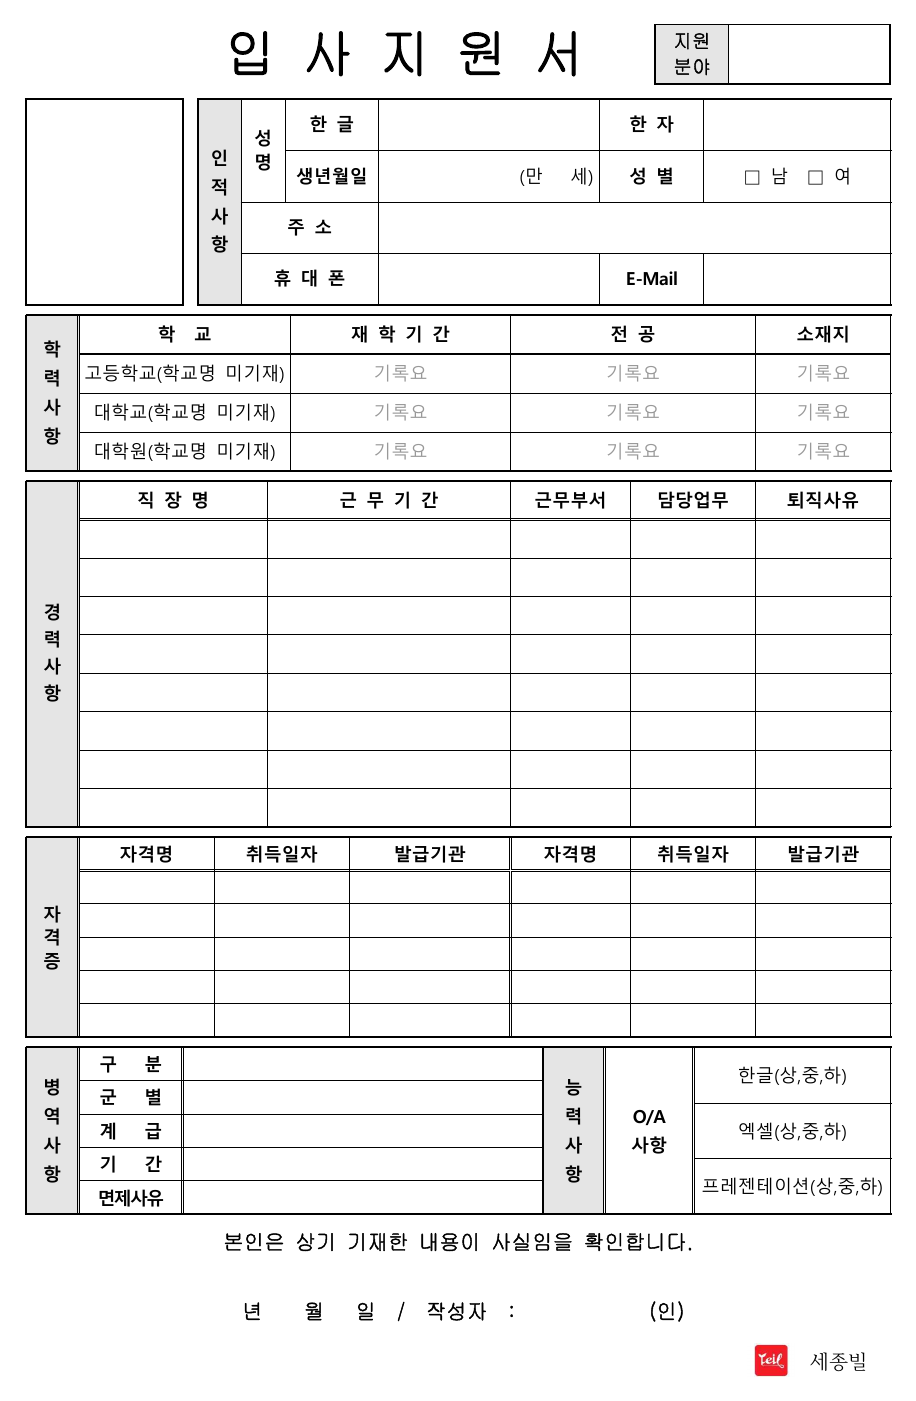 입 사 지 원 서
지원
분야
인
적
사
항
성
명
한 글
한 자
생년월일
(만 세)
성 별
□ 남 □ 여
주 소
휴 대 폰
E-Mail
학
력
사
항
학 교
재 학 기 간
전 공
소재지
고등학교(학교명 미기재)
기록요
기록요
기록요
대학교(학교명 미기재)
기록요
기록요
기록요
대학원(학교명 미기재)
기록요
기록요
기록요
경
력
사
항
직 장 명
근 무 기 간
근무부서
담당업무
퇴직사유
자
격
증
자격명
취득일자
발급기관
자격명
취득일자
발급기관
병
역
사
항
구 분
군 별
계 급
기 간
면제사유
능
력
사
항
O/A
사항
한글(상,중,하)
엑셀(상,중,하)
프레젠테이션(상,중,하)
본인은 상기 기재한 내용이 사실임을 확인합니다.
년 월 일 / 작성자 : (인)
Yeil 세종빌